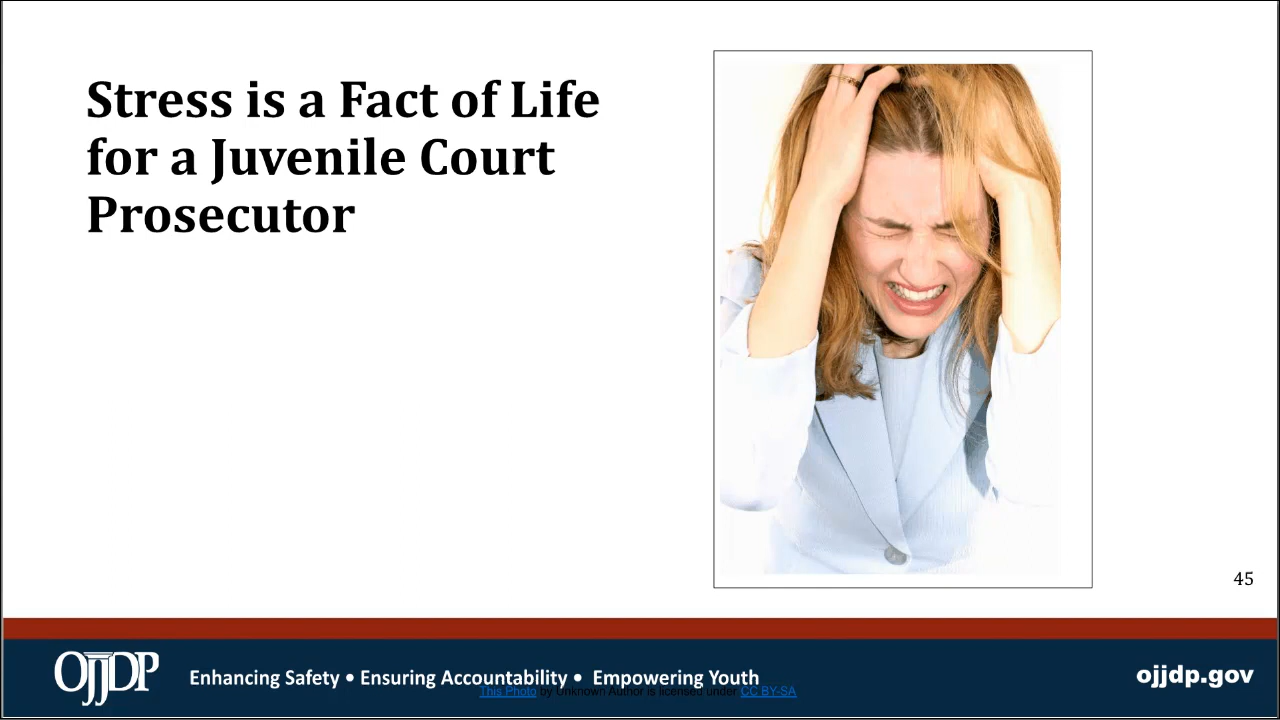 Stress is a Fact of Life
for a Juvenile Court
Prosecutor
45
OJJDP
Enhancing Safety • Ensuring Accountability • Empowering Youth
This Photo by Unknown Author is licensed under CC BY-SA
ojjdp.gov